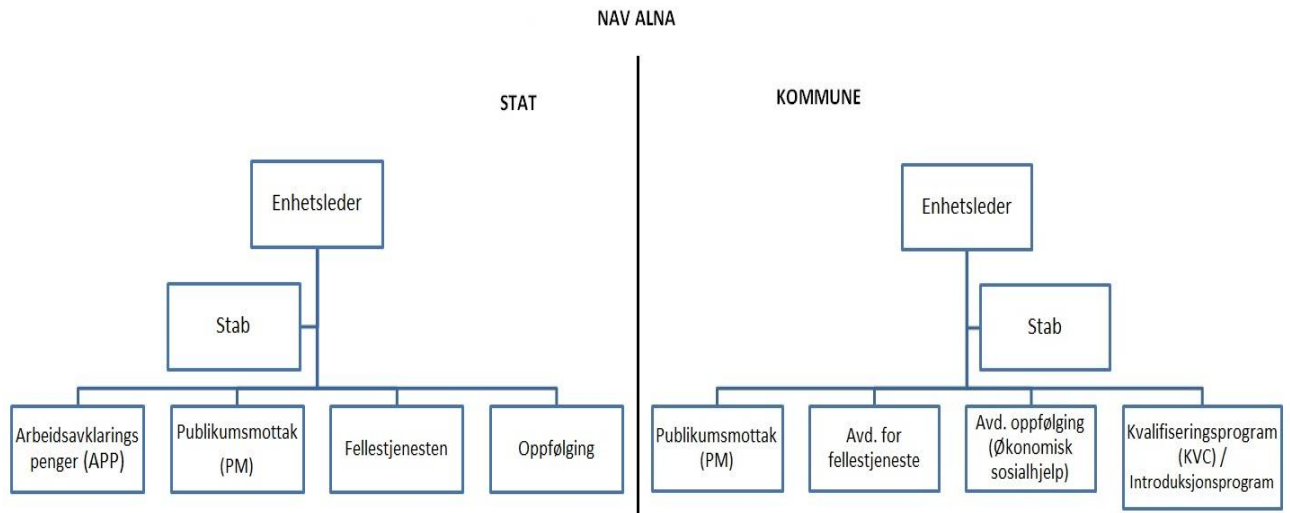 NAV ALNA
STAT
Enhetsleder
Stab
Arbeidsavklarings
penger (APP)
Publikumsmottak
(PM)
Fellestjenesten
Oppfølging
KOMMUNE
Enhetsleder
Stab
Publikumsmottak
(PM)
Avd. for
fellestjeneste
Avd. oppfølging
(Økonomisk
sosialhjelp)
Kvalifiseringsprogram
(KVC) /
Introduksjonsprogram